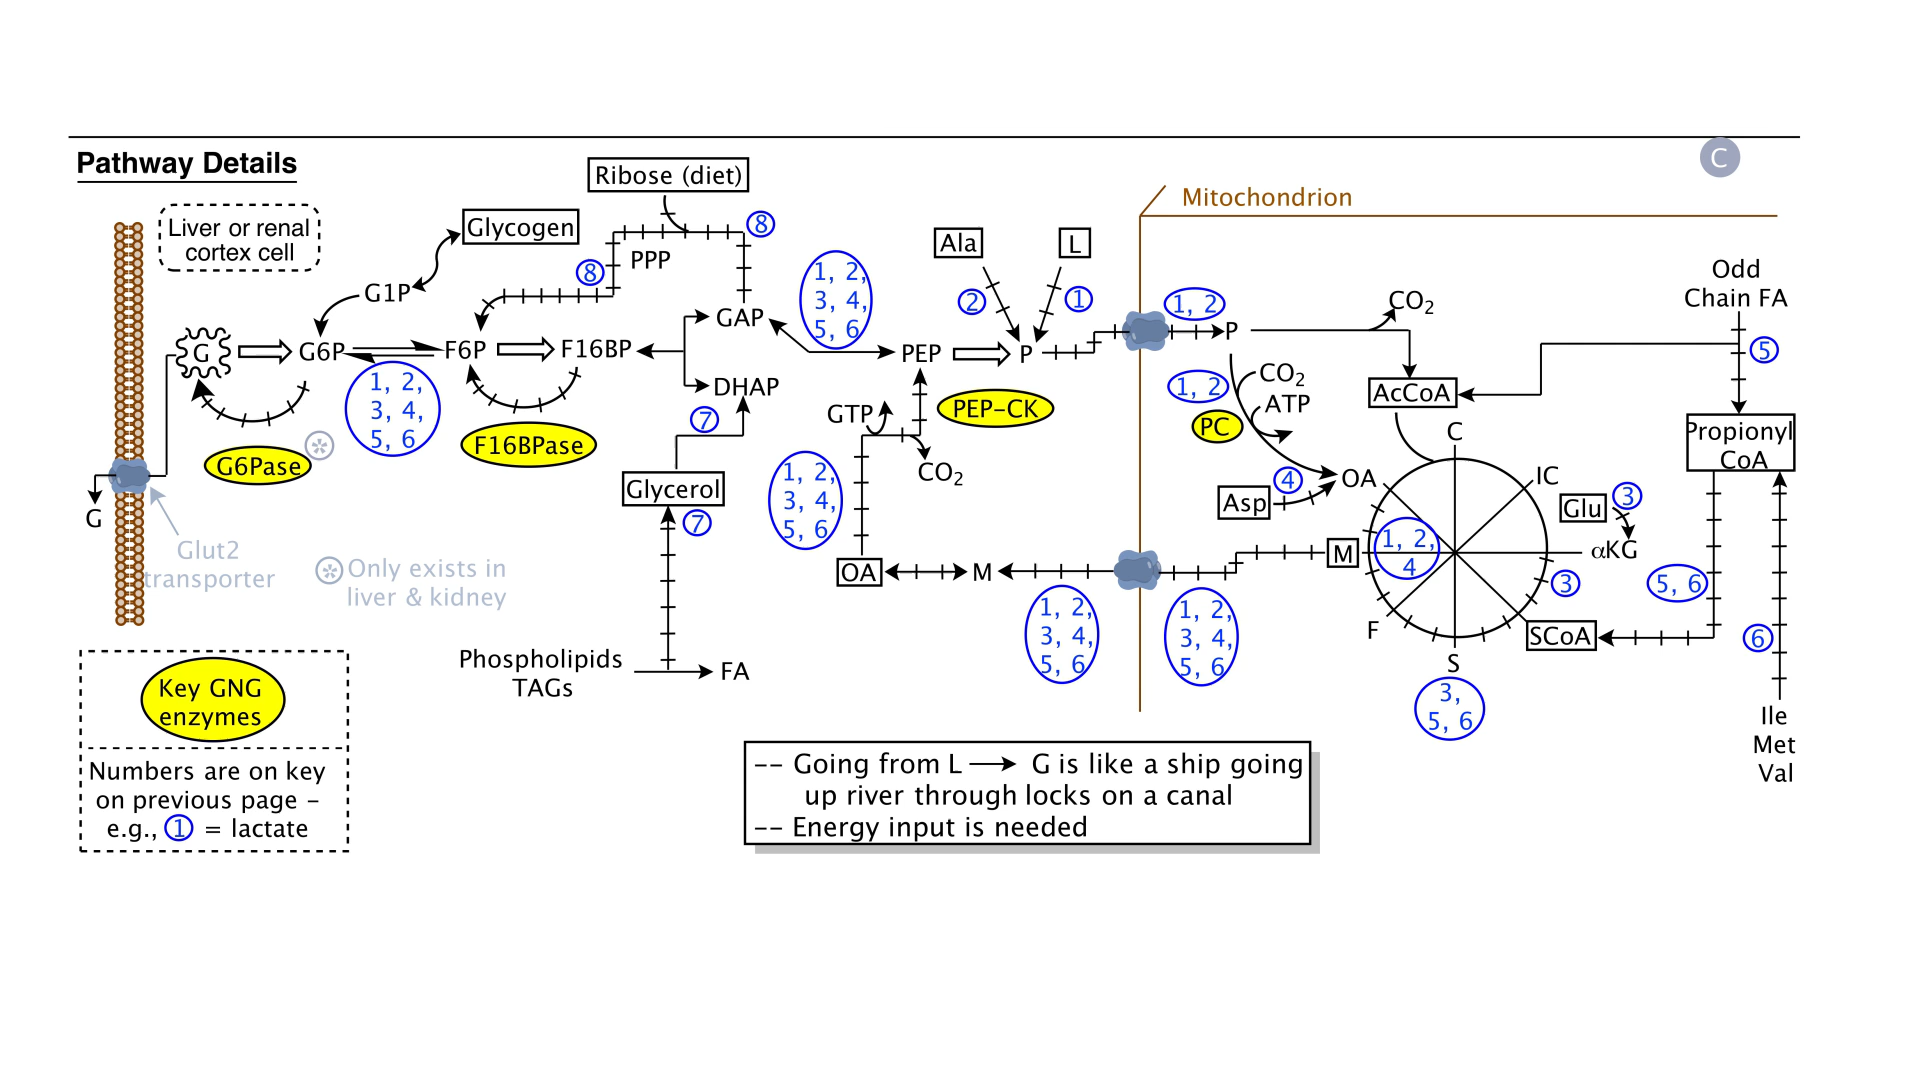 C
Pathway Details
Ribose (diet)
Mitochondrion
Liver or renal
cortex cell
Glycogen
8
PPP
8
G1P
1, 2,
3, 4,
5, 6
Ala
L
2
1
1, 2
Odd
Chain FA
CO2
5
G
G6P
F6P
F16BP
GAP
DHAP
PEP
P
P
1, 2,
3, 4,
5, 6
7
GTP
PEP-CK
1, 2
CO2
ATP
PC
AcCoA
Propionyl
CoA
G6Pase
F16BPase
CO2
C
Glycerol
7
1, 2,
3, 4,
5, 6
4
Asp
OA
IC
Glu
3
G
Glut2
transporter
Only exists in
liver & kidney
OA
M
M
1, 2,
4
αKG
3
5, 6
1, 2,
3, 4,
5, 6
1, 2,
3, 4,
5, 6
F
SCoA
6
S
3,
5, 6
Phospholipids
TAGs
FA
Ile
Met
Val
Key GNG
enzymes
Numbers are on key
on previous page -
e.g., 1 = lactate
-- Going from L → G is like a ship going
up river through locks on a canal
-- Energy input is needed